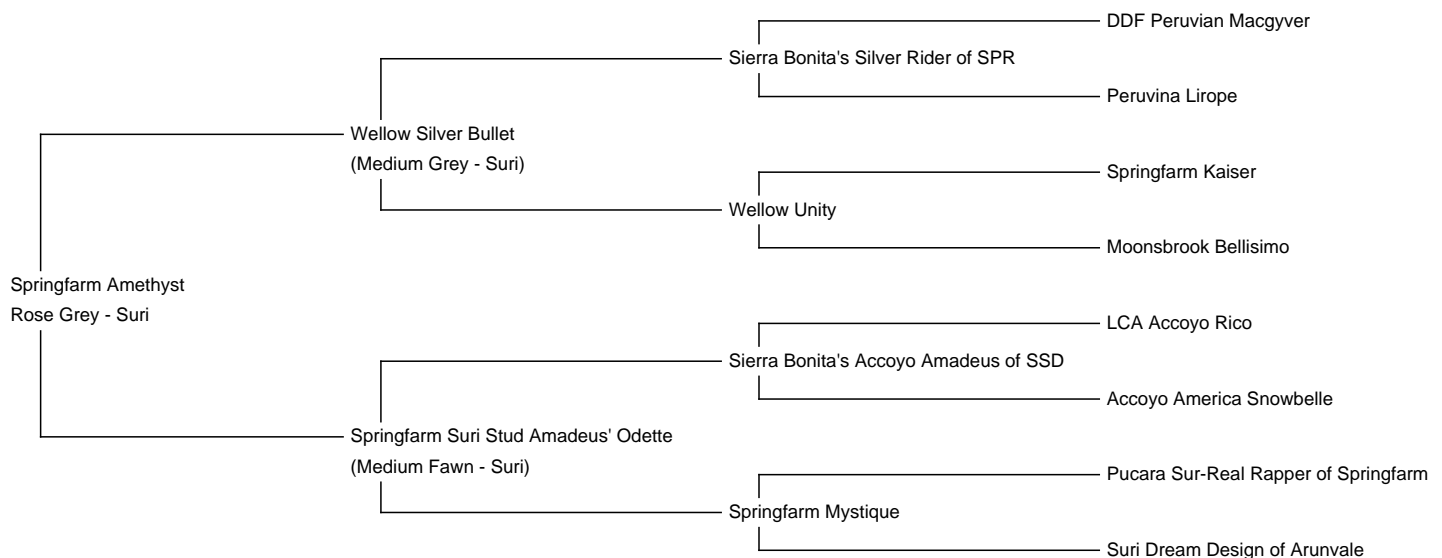 DDF Peruvian Macgyver
Sierra Bonita's Silver Rider of SPR
Peruvina Lirope
Wellow Silver Bullet
(Medium Grey - Suri)
Springfarm Kaiser
Wellow Unity
Moonsbrook Bellisimo
Springfarm Amethyst
Rose Grey - Suri
LCA Accoyo Rico
Sierra Bonita's Accoyo Amadeus of SSD
Accoyo America Snowbelle
Springfarm Suri Stud Amadeus' Odette
(Medium Fawn - Suri)
Pucara Sur-Real Rapper of Springfarm
Springfarm Mystique
Suri Dream Design of Arunvale